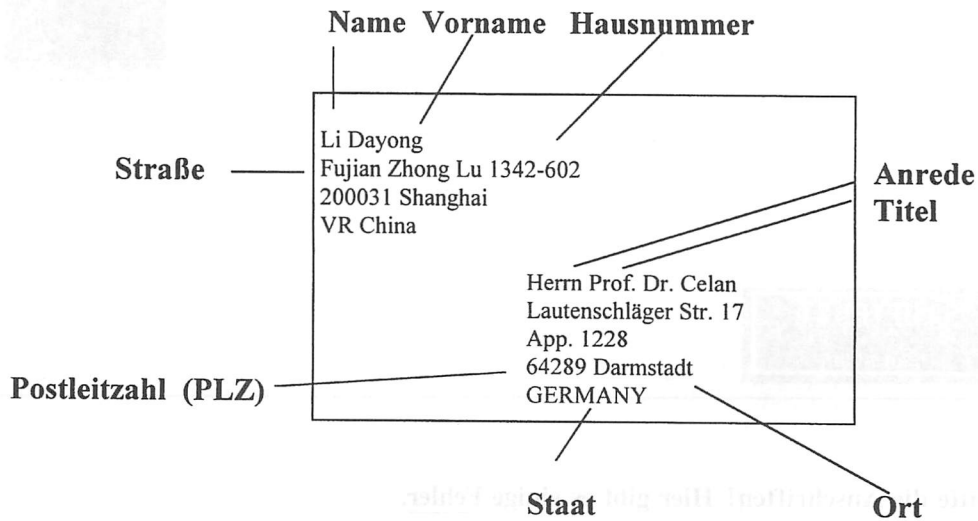 Name Vorname Hausnummer
Li Dayong
Straße
Fujian Zhong Lu 1342-602
200031 Shanghai
VR China
Anrede
Titel
Herrn Prof. Dr. Celan
Lautenschläger Str. 17
App. 1228
64289 Darmstadt
Postleitzahl (PLZ)
GERMANY
Staat
Ort